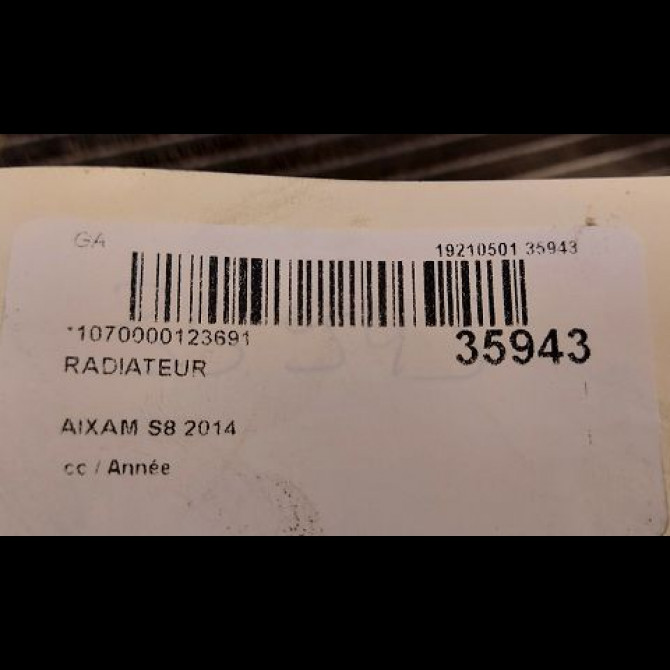 GA
19210501 35943
*1070000123691
35943
RADIATEUR
AIXAM S8 2014
cc / Année